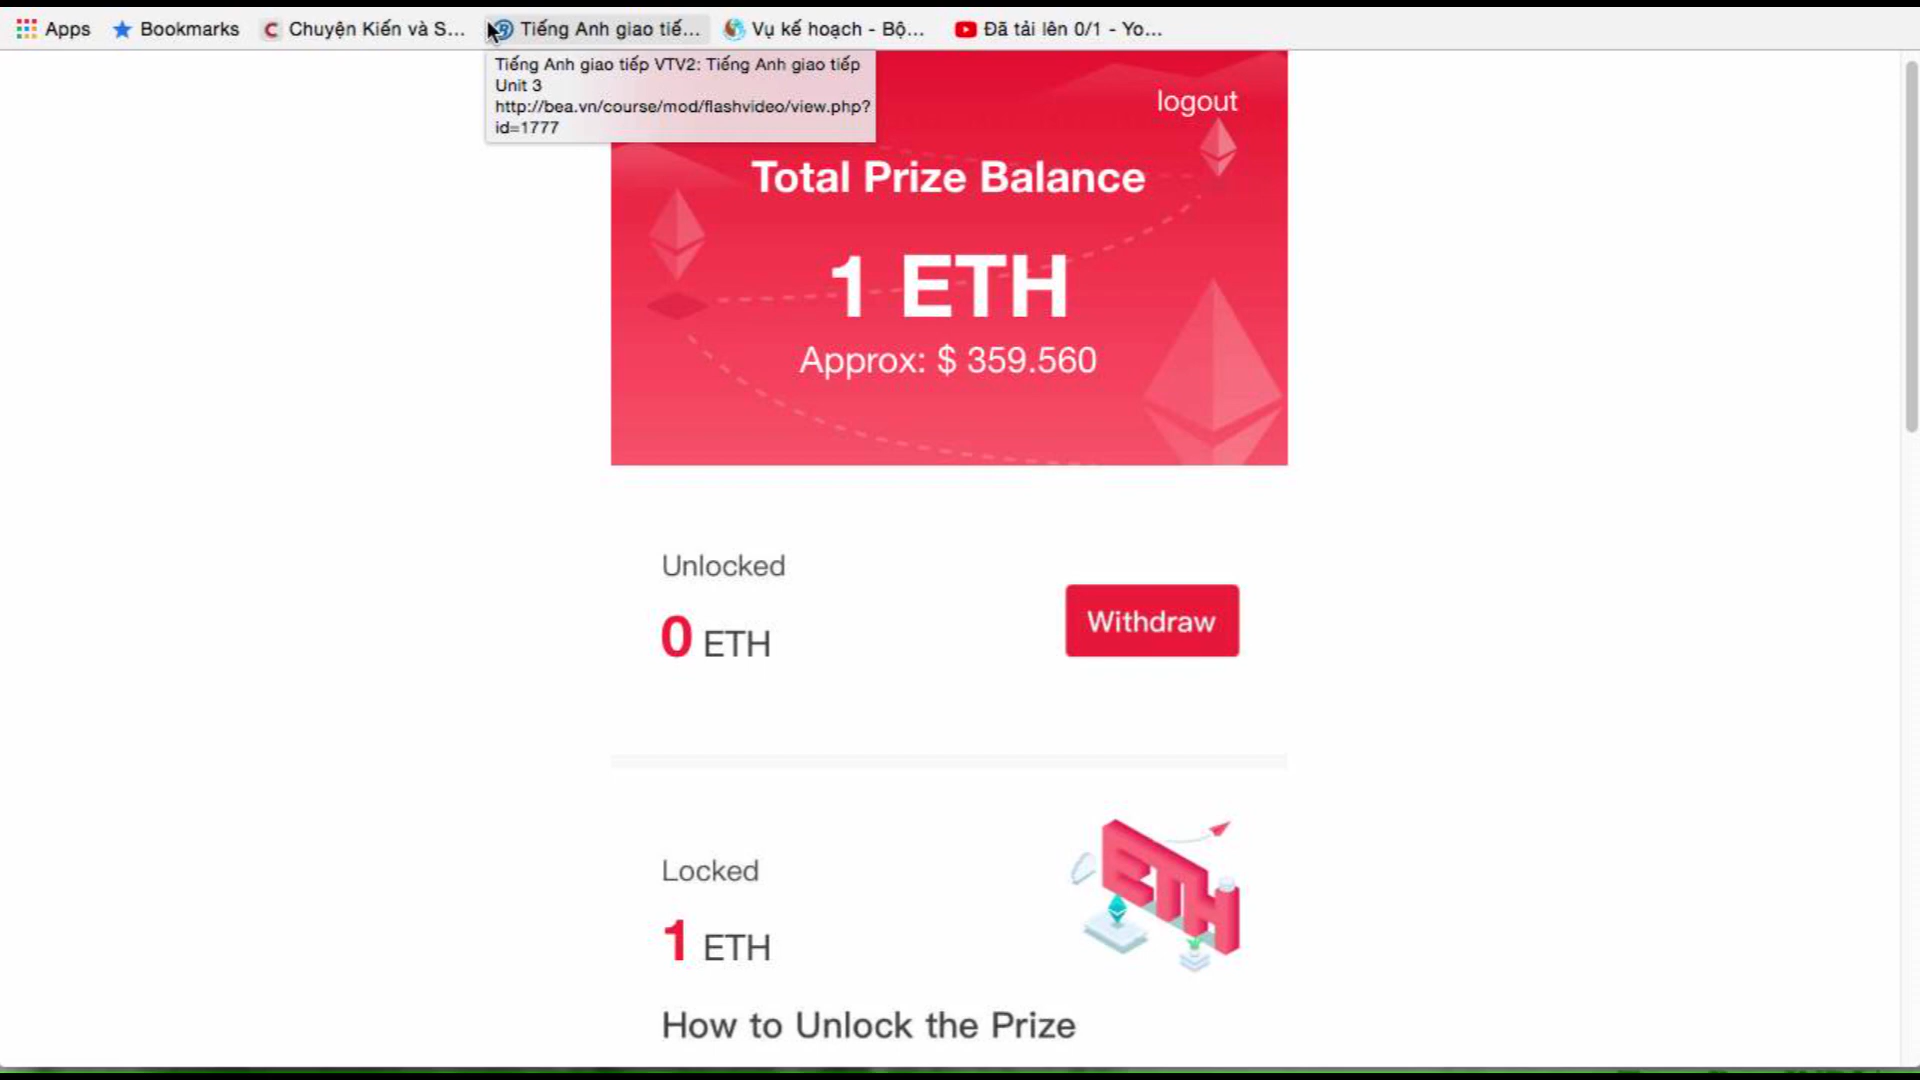 Apps Bookmarks Chuyện Kiến và S... Tiếng Anh giao tiế... Vụ kế hoạch - Bộ... Đã tải lên 0/1 - Yo...
Tiếng Anh giao tiếp VTV2: Tiếng Anh giao tiếp
Unit 3
http://bea.vn/course/mod/flashvideo/view.php?
id=1777
logout
Total Prize Balance
1 ETH
Approx: $ 359.560
Unlocked
0 ETH
Withdraw
Locked
1 ETH
ETH
How to Unlock the Prize